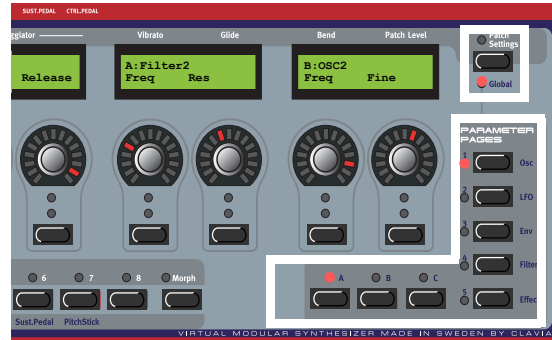 SUST.PEDAL CTRL.PEDAL
ggiator Vibrato Glide Bend Patch Level
Patch
Settings
Release
A:Filter2
Freq Res
B:OSC2
Freq Fine
Global
PARAMETER
PAGES
1 Osc
2 LFO
3 Env
4 Filter
5 Effec
6 7 8 Morph
A B C
Sust.Pedal PitchStick
VIRTUAL MODULAR SYNTHESIZER MADE IN SWEDEN BY CLAVIA